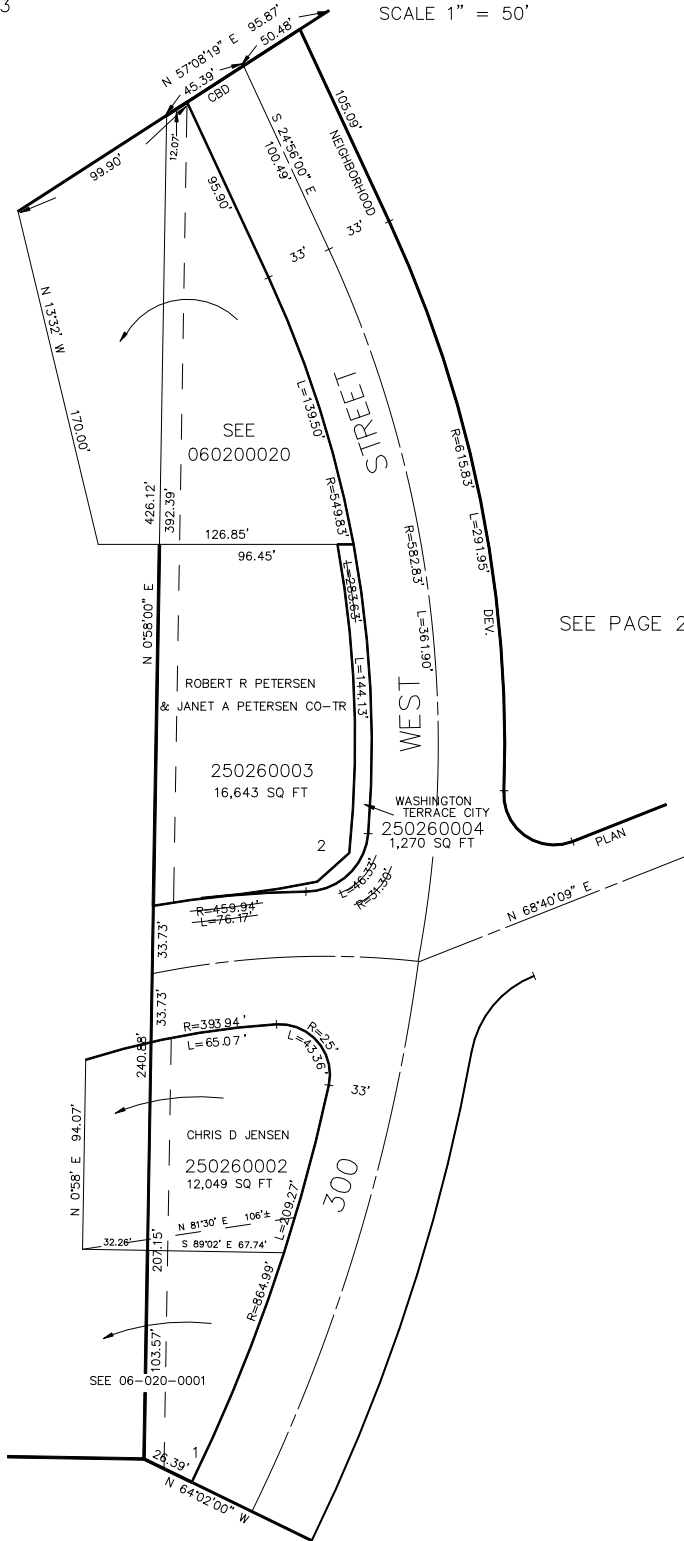 3
SCALE 1" = 50'
N 57°08'19" E 95.87'
50.48'
45.39'
CBD
12.07'
99.90'
95.90'
S 24°56'00" E
100.49'
105.09'
NEIGHBORHOOD
33'
33'
N 13°32' W
170.00'
L=139.50'
STREET
SEE
060200020
R=615.83'
L=291.95'
R=549.83'
R=582.83'
L=361.90'
426.12'
392.39'
126.85'
96.45'
L=283.63'
N 0°58'00" E
DEV.
SEE PAGE 2
L=144.13'
ROBERT R PETERSEN
& JANET A PETERSEN CO-TR
WEST
250260003
16,643 SQ FT
WASHINGTON
TERRACE CITY
250260004
1,270 SQ FT
PLAN
2
L=46.33'
R=31.30'
R=459.94'
L=76.17'
N 68°40'09" E
33.73'
33.73'
R=393.94'
L=65.07'
R=25'
L=43.36'
240.88'
33'
N 0°58' E 94.07'
CHRIS D JENSEN
250260002
12,049 SQ FT
300
L=209.27'
N 81°30' E 106'±
32.26'
S 89°02' E 67.74'
207.15'
R=864.99'
103.57'
SEE 06-020-0001
26.39'
1
N 64°02'00" W